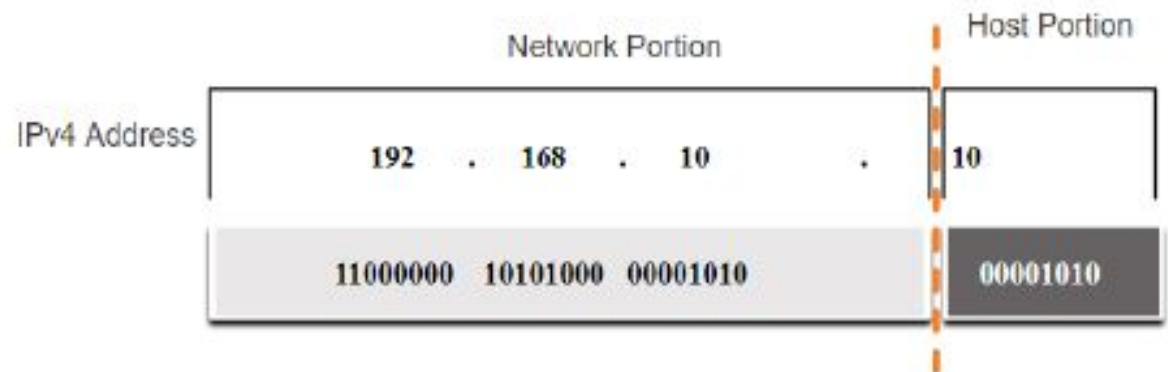 Network Portion Host Portion
IPv4 Address 192 . 168 . 10 . 10
11000000 10101000 00001010 00001010